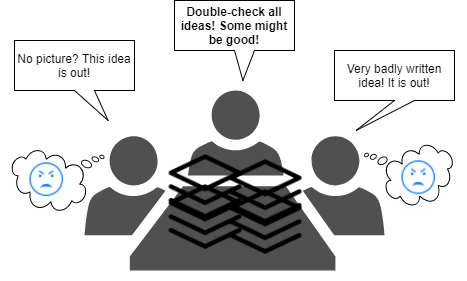 Double-check all
ideas! Some might
be good!
No picture? This idea
is out!
Very badly written
idea! It is out!